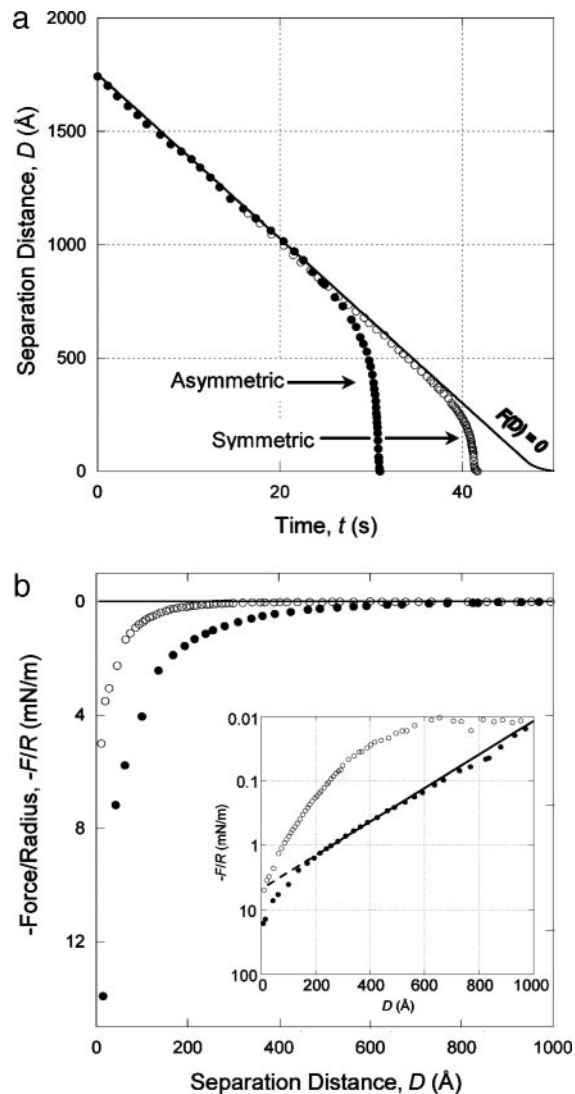 a
2000
1500
1000
500
0
Separation Distance, D (Å)
Asymmetric
Symmetric
F(D) = 0
0
20
40
Time, t (s)
b
0
4
8
12
-Force/Radius, -F/R (mN/m)
0.01
0.1
1
10
100
-F/R (mN/m)
0 200 400 600 800 1000
D (Å)
0 200 400 600 800 1000
Separation Distance, D (Å)